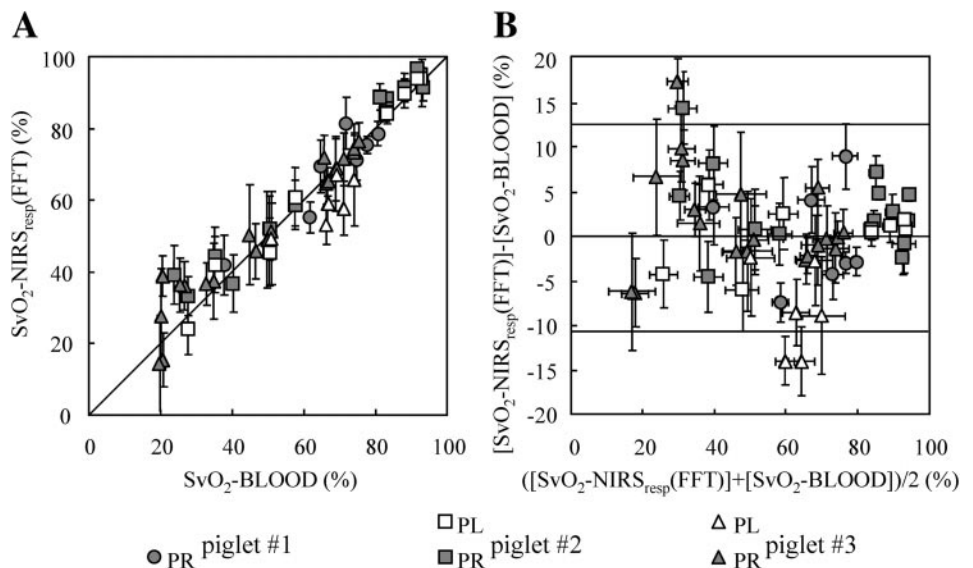 A
B
SvO2-NIRSresp(FFT) (%)
100
80
60
40
20
0
0 20 40 60 80 100
SvO2-BLOOD (%)
[SvO2-NIRSresp(FFT)]-[SvO2-BLOOD] (%)
20
15
10
5
0
-5
-10
-15
-20
0 20 40 60 80 100
([SvO2-NIRSresp(FFT)]+[SvO2-BLOOD])/2 (%)
PL PL
PR piglet #1 PR piglet #2 PR piglet #3